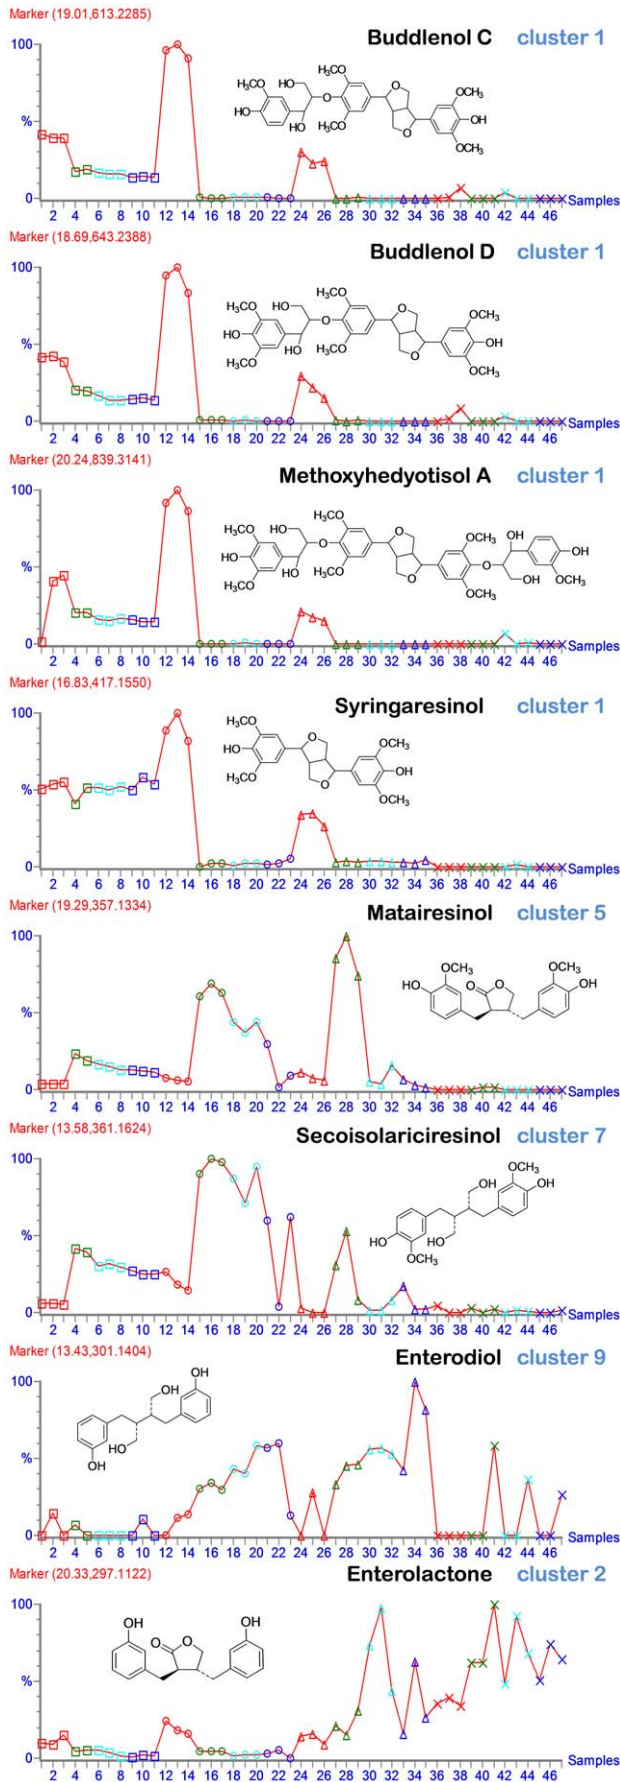 Marker (19.01,613.2285)
Buddlenol C cluster 1
100
OCH₃
HO
H₃CO
O
OCH₃
HO
O
OH
%
HO
H₃CO
O
OCH₃
0
Samples
2 4 6 8 10 12 14 16 18 20 22 24 26 28 30 32 34 36 38 40 42 44 46
Marker (18.69,643.2388)
Buddlenol D cluster 1
100
H₃CO
HO
H₃CO
O
OCH₃
HO
O
OH
%
H₃CO
HO
H₃CO
O
OCH₃
0
Samples
2 4 6 8 10 12 14 16 18 20 22 24 26 28 30 32 34 36 38 40 42 44 46
Marker (20.24,839.3141)
Methoxyhedyotisol A cluster 1
100
H₃CO
HO
H₃CO
O
OCH₃
OH
HO
O
O
OH
%
H₃CO
HO
H₃CO
O
OCH₃
OH
OCH₃
0
Samples
2 4 6 8 10 12 14 16 18 20 22 24 26 28 30 32 34 36 38 40 42 44 46
Marker (16.83,417.1550)
Syringaresinol cluster 1
100
H₃CO
O
OCH₃
HO
OH
%
H₃CO
O
OCH₃
0
Samples
2 4 6 8 10 12 14 16 18 20 22 24 26 28 30 32 34 36 38 40 42 44 46
Marker (19.29,357.1334)
Matairesinol cluster 5
100
OCH₃
O
O
OCH₃
HO
OH
%
0
Samples
2 4 6 8 10 12 14 16 18 20 22 24 26 28 30 32 34 36 38 40 42 44 46
Marker (13.58,361.1624)
Secoisolariciresinol cluster 7
100
OH
OCH₃
OH
%
HO
OCH₃
HO
0
Samples
2 4 6 8 10 12 14 16 18 20 22 24 26 28 30 32 34 36 38 40 42 44 46
Marker (13.43,301.1404)
Enterodiol cluster 9
100
OH
OH
%
HO
OH
0
Samples
2 4 6 8 10 12 14 16 18 20 22 24 26 28 30 32 34 36 38 40 42 44 46
Marker (20.33,297.1122)
Enterolactone cluster 2
100
OH
O
O
OH
%
0
Samples
2 4 6 8 10 12 14 16 18 20 22 24 26 28 30 32 34 36 38 40 42 44 46